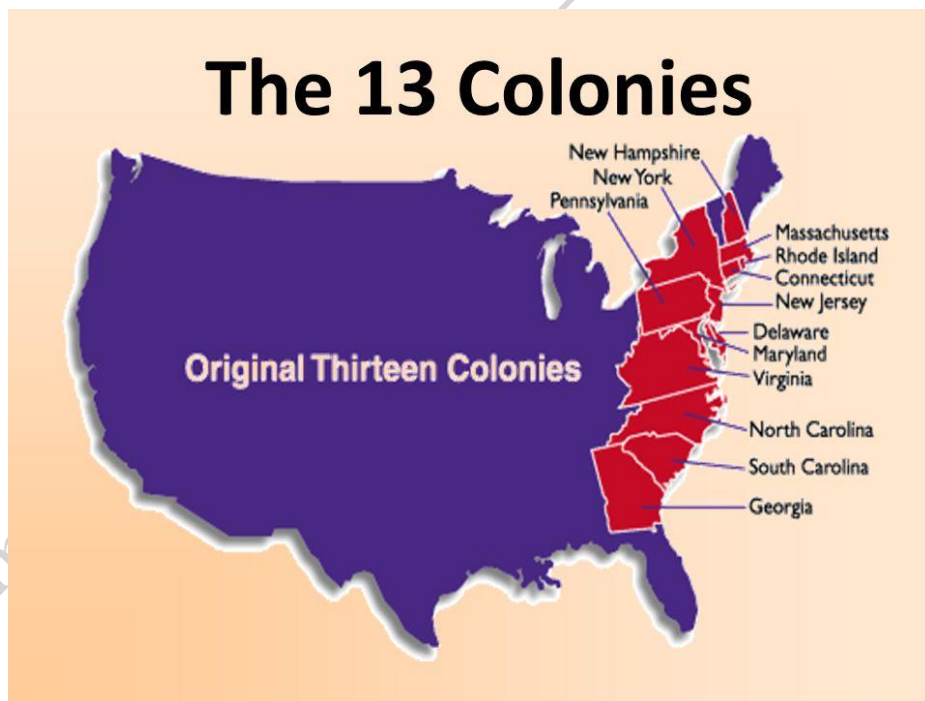 The 13 Colonies
New Hampshire
New York
Pennsylvania
Massachusetts
Rhode Island
Connecticut
New Jersey
Delaware
Maryland
Virginia
Original Thirteen Colonies
North Carolina
South Carolina
Georgia